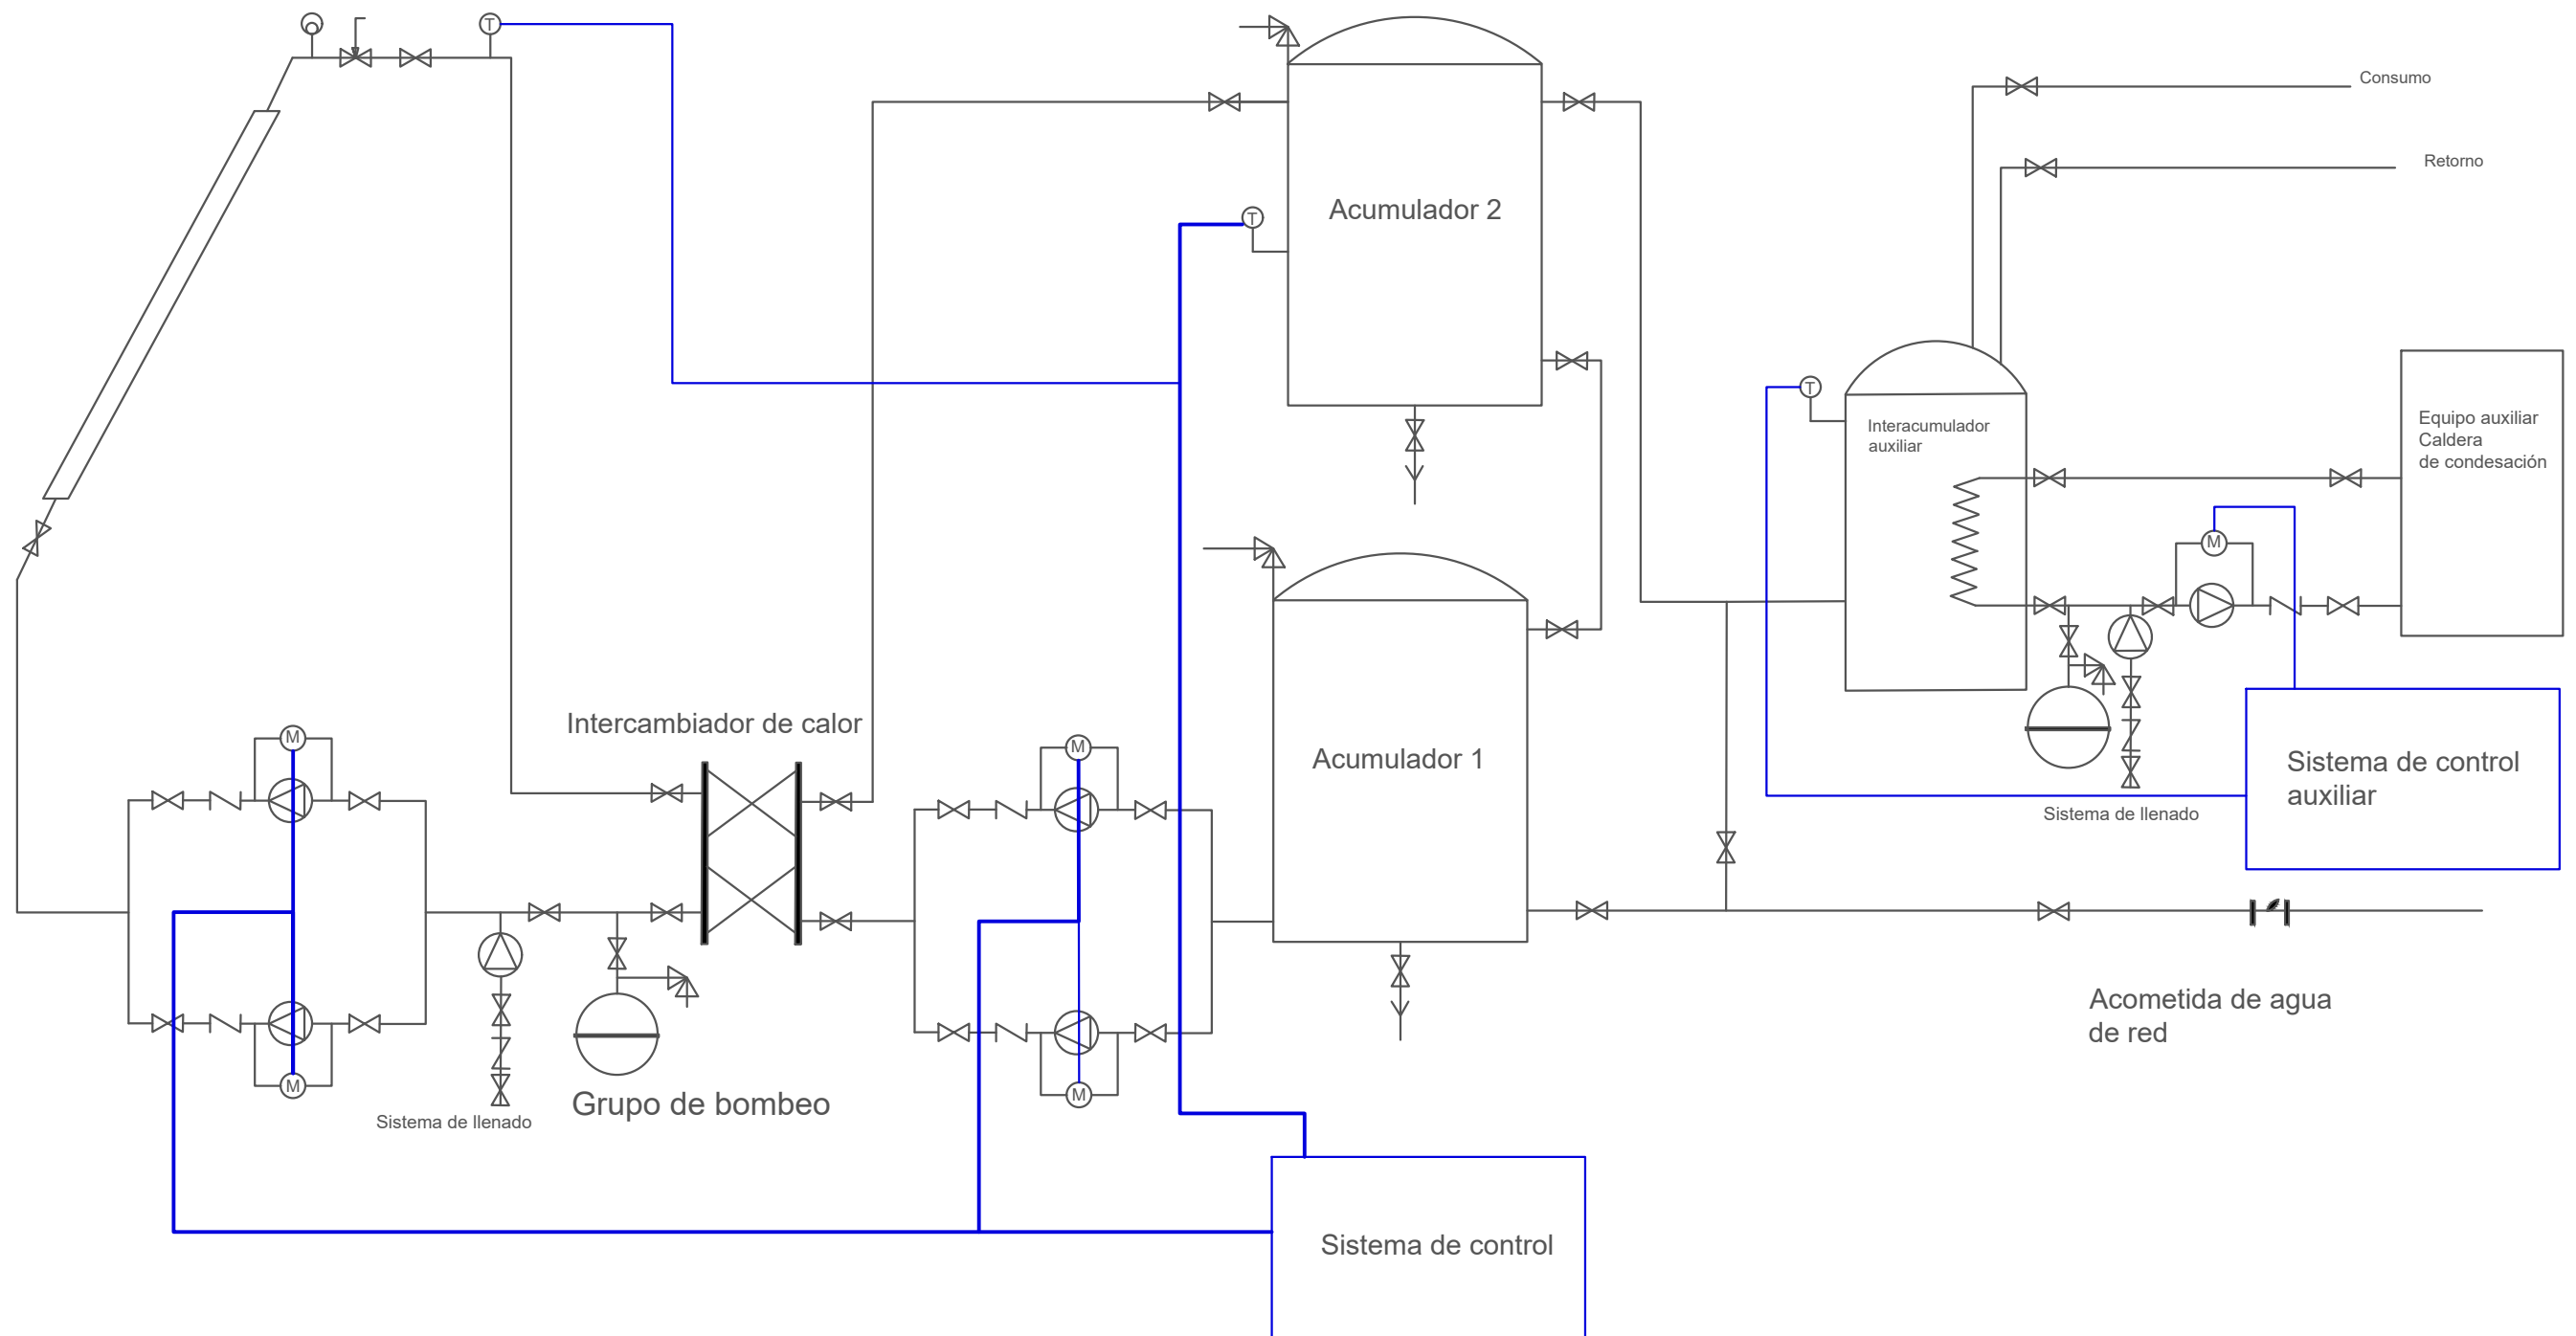 T
Consumo
Retorno
Acumulador 2
T
T
Interacumulador
auxiliar
Equipo auxiliar
Caldera
de condesación
M
Intercambiador de calor
M
M
Acumulador 1
Sistema de control
auxiliar
Sistema de llenado
Acometida de agua
de red
M
M
Grupo de bombeo
Sistema de llenado
Sistema de control